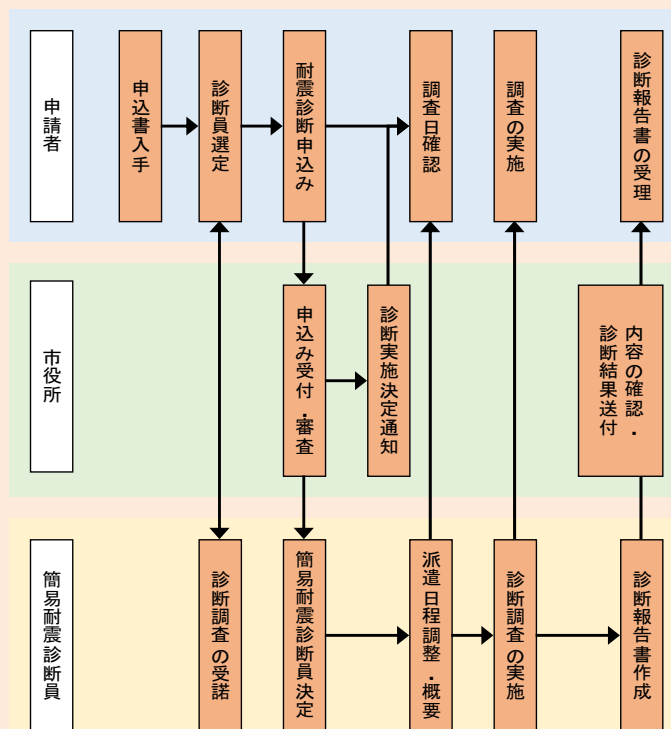 申請者
申込書入手
診断員選定
耐震診断申込み
調査日確認
調査の実施
診断報告書の受理
市役所
申込み受付・審査
診断実施決定通知
内容の確認・
診断結果送付
簡易耐震診断員
診断調査の受諾
簡易耐震診断員決定
派遣日程調整・概要
診断調査の実施
診断報告書作成